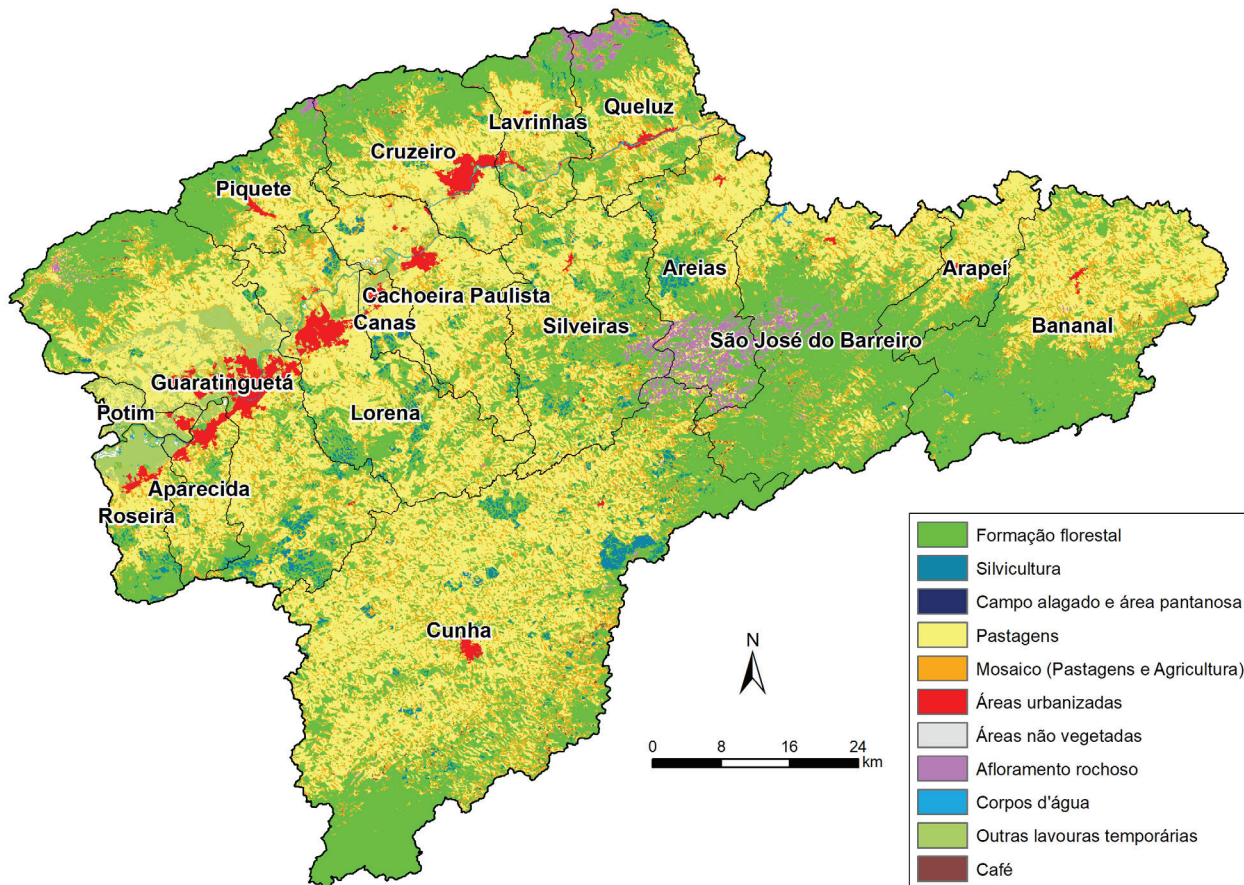 Queluz
Lavrinhas
Cruzeiro
Piquete
Areias
Arapeí
Cachoeira Paulista
Canas
Silveiras
São José do Barreiro
Bananal
Guaratinguetá
Potim
Lorena
Aparecida
Roseira
Cunha
N
0 8 16 24
km
Formação florestal
Silvicultura
Campo alagado e área pantanosa
Pastagens
Mosaico (Pastagens e Agricultura)
Áreas urbanizadas
Áreas não vegetadas
Afloramento rochoso
Corpos d'água
Outras lavouras temporárias
Café